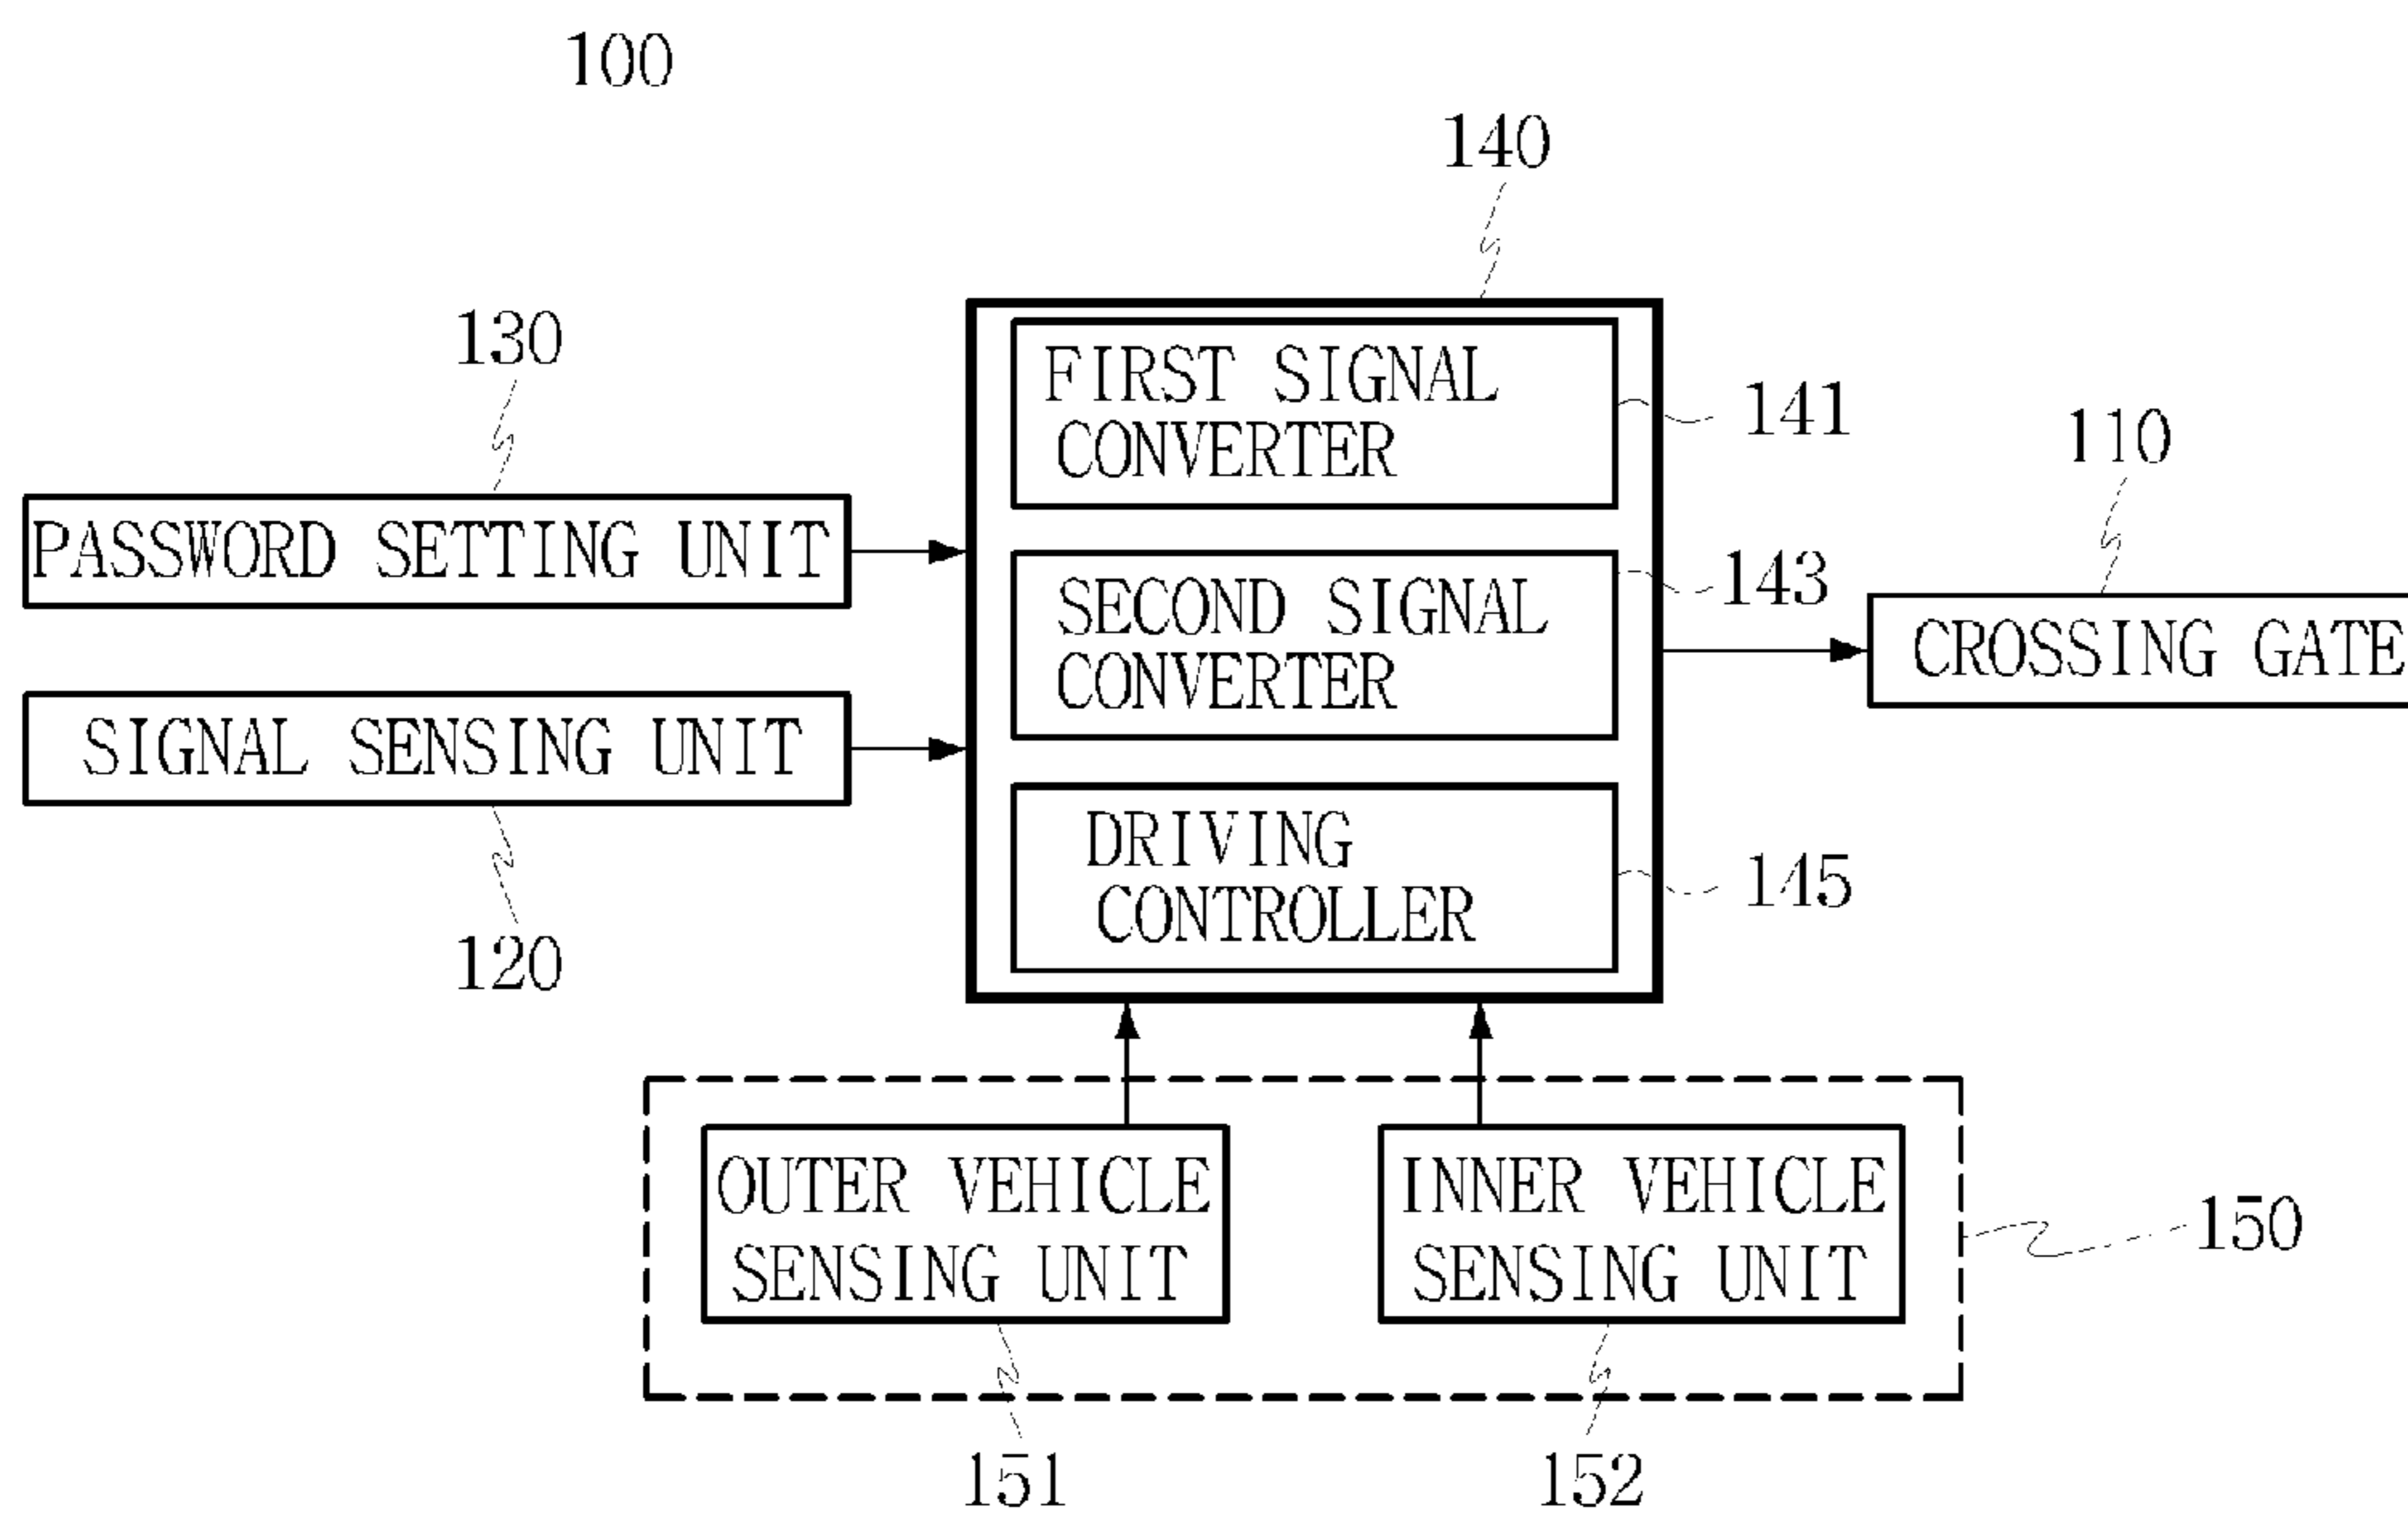 100
140
130
FIRST SIGNAL
CONVERTER
141
110
PASSWORD SETTING UNIT
SECOND SIGNAL
CONVERTER
143
CROSSING GATE
SIGNAL SENSING UNIT
DRIVING
CONTROLLER
145
120
OUTER VEHICLE
SENSING UNIT
INNER VEHICLE
SENSING UNIT
150
151
152